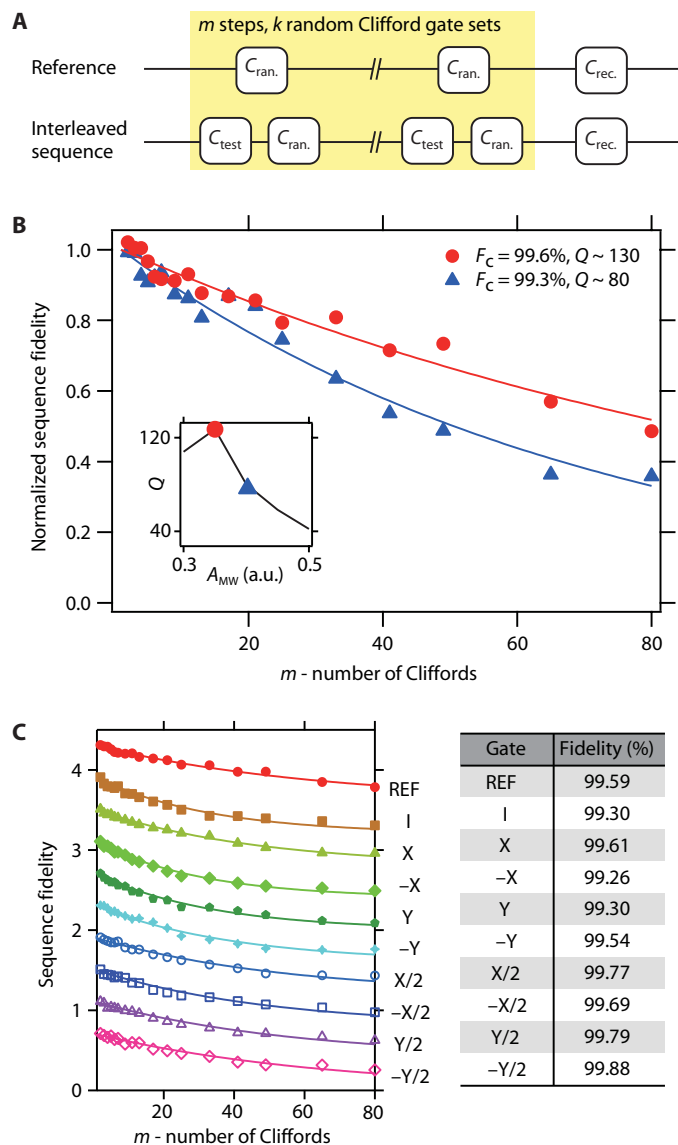 A
m steps, k random Clifford gate sets
Reference
C_ran. // C_ran. C_rec.
Interleaved
sequence
C_test C_ran. // C_test C_ran. C_rec.
B
Normalized sequence fidelity
1.0
0.8
0.6
0.4
0.2
0.0
F_C = 99.6%, Q ~ 130
F_C = 99.3%, Q ~ 80
Q
120
40
0.3 0.5
A_MW (a.u.)
20 40 60 80
m - number of Cliffords
C
0 20 40 60 80
Sequence fidelity
4
3
2
1
0
REF
I
X
–X
Y
–Y
X/2
–X/2
Y/2
–Y/2
0 20 40 60 80
m - number of Cliffords
Gate Fidelity (%)
REF 99.59
I 99.30
X 99.61
–X 99.26
Y 99.30
–Y 99.54
X/2 99.77
–X/2 99.69
Y/2 99.79
–Y/2 99.88